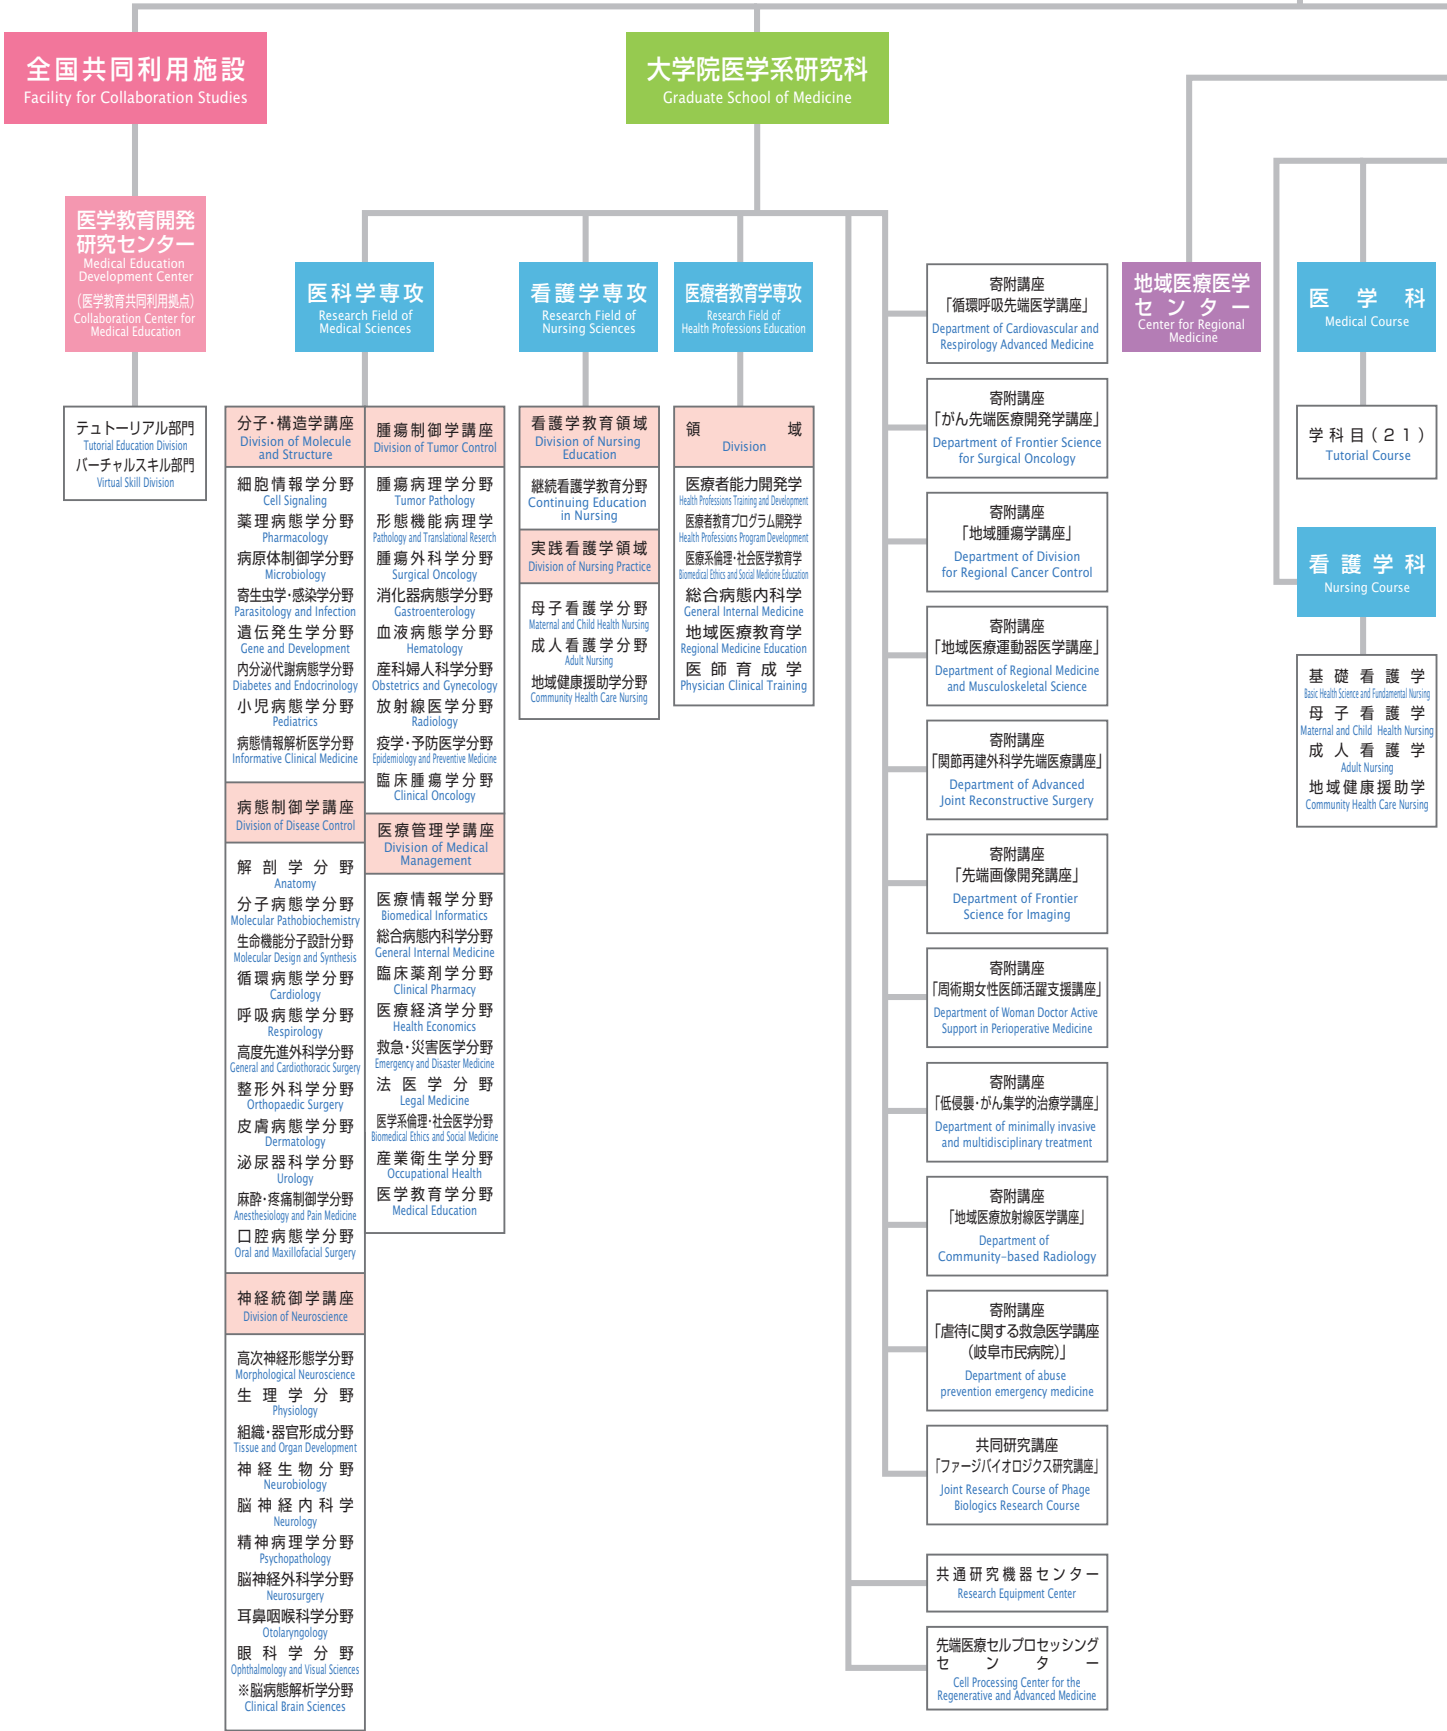 全国共同利用施設
Facility for Collaboration Studies
大学院医学系研究科
Graduate School of Medicine
医学教育開発
研究センター
Medical Education
Development Center
（医学教育共同利用拠点）
Collaboration Center for
Medical Education
テュトーリアル部門
Tutorial Education Division
バーチャルスキル部門
Virtual Skill Division
医科学専攻
Research Field of
Medical Sciences
分子・構造学講座
Division of Molecule
and Structure
細胞情報学分野
Cell Signaling
薬理病態学分野
Pharmacology
病原体制御学分野
Microbiology
寄生虫学・感染学分野
Parasitology and Infection
遺伝発生学分野
Gene and Development
内分泌代謝病態学分野
Diabetes and Endocrinology
小児病態学分野
Pediatrics
病態情報解析医学分野
Informative Clinical Medicine
病態制御学講座
Division of Disease Control
解剖学分野
Anatomy
分子病態学分野
Molecular Pathobiochemistry
生命機能分子設計分野
Molecular Design and Synthesis
循環病態学分野
Cardiology
呼吸病態学分野
Respirology
高度先進外科学分野
General and Cardiothoracic Surgery
整形外科学分野
Orthopaedic Surgery
皮膚病態学分野
Dermatology
泌尿器科学分野
Urology
麻酔・疼痛制御学分野
Anesthesiology and Pain Medicine
口腔病態学分野
Oral and Maxillofacial Surgery
神経統御学講座
Division of Neuroscience
高次神経形態学分野
Morphological Neuroscience
生理学分野
Physiology
組織・器官形成分野
Tissue and Organ Development
神経生物分野
Neurobiology
脳神経内科学
Neurology
精神病理学分野
Psychopathology
脳神経外科学分野
Neurosurgery
耳鼻咽喉科学分野
Otolaryngology
眼科学分野
Ophthalmology and Visual Sciences
※脳病態解析学分野
Clinical Brain Sciences
腫瘍制御学講座
Division of Tumor Control
腫瘍病理学分野
Tumor Pathology
形態機能病理学
Pathology and Translational Reserch
腫瘍外科学分野
Surgical Oncology
消化器病態学分野
Gastroenterology
血液病態学分野
Hematology
産科婦人科学分野
Obstetrics and Gynecology
放射線医学分野
Radiology
疫学・予防医学分野
Epidemiology and Preventive Medicine
臨床腫瘍学分野
Clinical Oncology
医療管理学講座
Division of Medical
Management
医療情報学分野
Biomedical Informatics
総合病態内科学分野
General Internal Medicine
臨床薬剤学分野
Clinical Pharmacy
医療経済学分野
Health Economics
救急・災害医学分野
Emergency and Disaster Medicine
法医学分野
Legal Medicine
医学系倫理・社会医学分野
Biomedical Ethics and Social Medicine
産業衛生学分野
Occupational Health
医学教育学分野
Medical Education
看護学専攻
Research Field of
Nursing Sciences
看護学教育領域
Division of Nursing
Education
継続看護学教育分野
Continuing Education
in Nursing
実践看護学領域
Division of Nursing Practice
母子看護学分野
Maternal and Child Health Nursing
成人看護学分野
Adult Nursing
地域健康援助学分野
Community Health Care Nursing
医療者教育学専攻
Research Field of
Health Professions Education
領域
Division
医療者能力開発学
Health Professions Training and Development
医療者教育プログラム開発学
Health Professions Program Development
医療系倫理・社会医学教育学
Biomedical Ethics and Social Medicine Education
総合病態内科学
General Internal Medicine
地域医療教育学
Regional Medicine Education
医師育成学
Physician Clinical Training
寄附講座
「循環呼吸先端医学講座」
Department of Cardiovascular and
Respirology Advanced Medicine
寄附講座
「がん先端医療開発学講座」
Department of Frontier Science
for Surgical Oncology
寄附講座
「地域腫瘍学講座」
Department of Division
for Regional Cancer Control
寄附講座
「地域医療運動器医学講座」
Department of Regional Medicine
and Musculoskeletal Science
寄附講座
「関節再建外科学先端医療講座」
Department of Advanced
Joint Reconstructive Surgery
寄附講座
「先端画像開発講座」
Department of Frontier
Science for Imaging
寄附講座
「周術期女性医師活躍支援講座」
Department of Woman Doctor Active
Support in Perioperative Medicine
寄附講座
「低侵襲・がん集学的治療学講座」
Department of minimally invasive
and multidisciplinary treatment
寄附講座
「地域医療放射線医学講座」
Department of
Community-based Radiology
寄附講座
「虐待に関する救急医学講座
（岐阜市民病院）」
Department of abuse
prevention emergency medicine
共同研究講座
「ファージバイオロジクス研究講座」
Joint Research Course of Phage
Biologics Research Course
共通研究機器センター
Research Equipment Center
先端医療セルプロセッシング
センター
Cell Processing Center for the
Regenerative and Advanced Medicine
地域医療医学
センター
Center for Regional
Medicine
医学科
Medical Course
学科目(21)
Tutorial Course
看護学科
Nursing Course
基礎看護学
Basic Health Science and Fundamental Nursing
母子看護学
Maternal and Child Health Nursing
成人看護学
Adult Nursing
地域健康援助学
Community Health Care Nursing